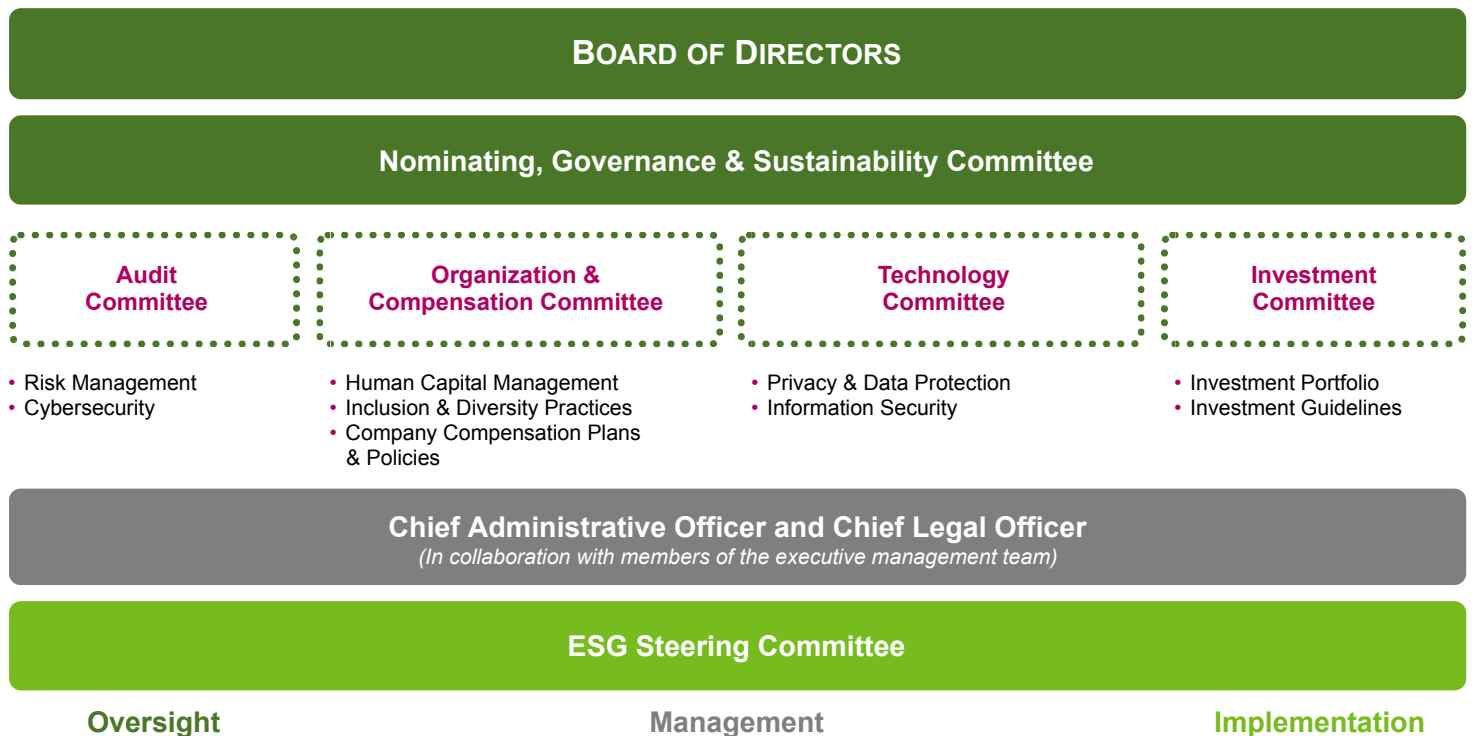 BOARD OF DIRECTORS
Nominating, Governance & Sustainability Committee
Audit
Committee
• Risk Management
• Cybersecurity
Organization &
Compensation Committee
• Human Capital Management
• Inclusion & Diversity Practices
• Company Compensation Plans
& Policies
Technology
Committee
• Privacy & Data Protection
• Information Security
Investment
Committee
• Investment Portfolio
• Investment Guidelines
Chief Administrative Officer and Chief Legal Officer
(In collaboration with members of the executive management team)
ESG Steering Committee
Oversight
Management
Implementation